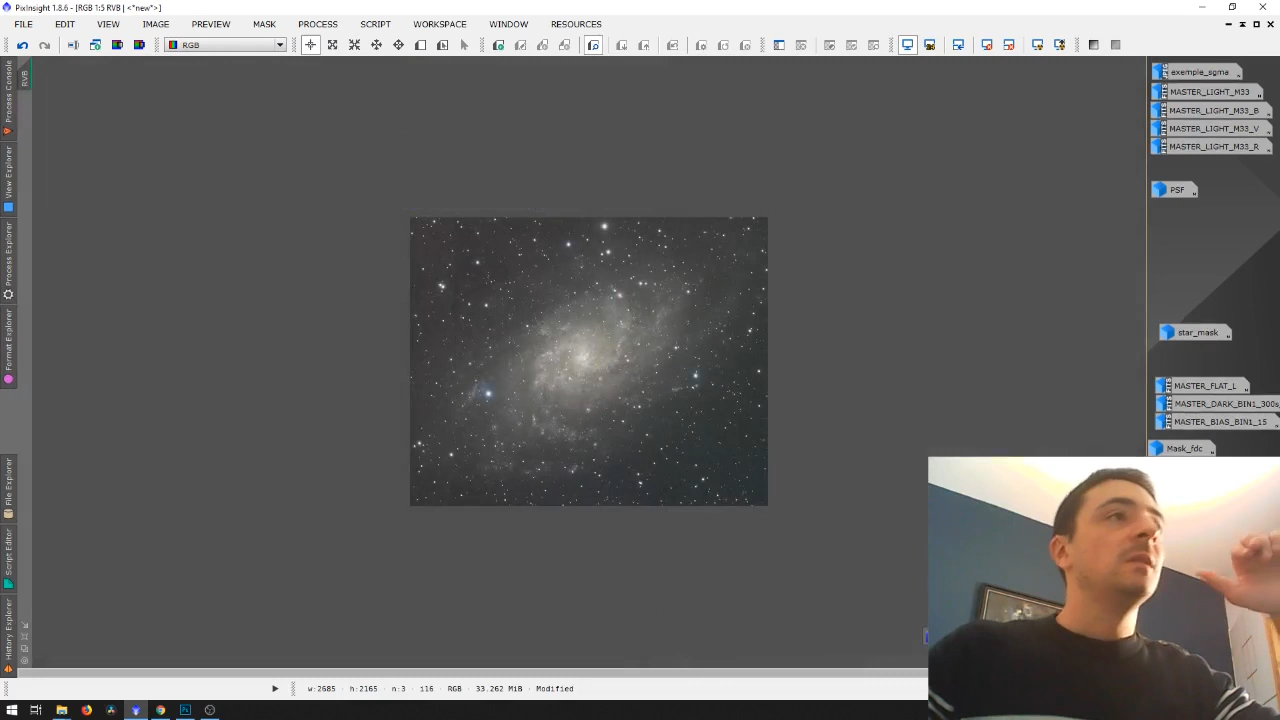 PixInsight 1.8.6 - [RGB 1:5 RVB | <*new*>]
FILE EDIT VIEW IMAGE PREVIEW MASK PROCESS SCRIPT WORKSPACE WINDOW RESOURCES
RGB
Process Console
View Explorer
Process Explorer
Format Explorer
File Explorer
Script Editor
History Explorer
RVB
exemple_sgma
MASTER_LIGHT_M33
MASTER_LIGHT_M33_B
MASTER_LIGHT_M33_V
MASTER_LIGHT_M33_R
PSF
star_mask
MASTER_FLAT_L
MASTER_DARK_BIN1_300s
MASTER_BIAS_BIN1_15
Mask_fdc
w:2685 · h:2165 · n:3 · i16 · RGB · 33.262 MiB · Modified